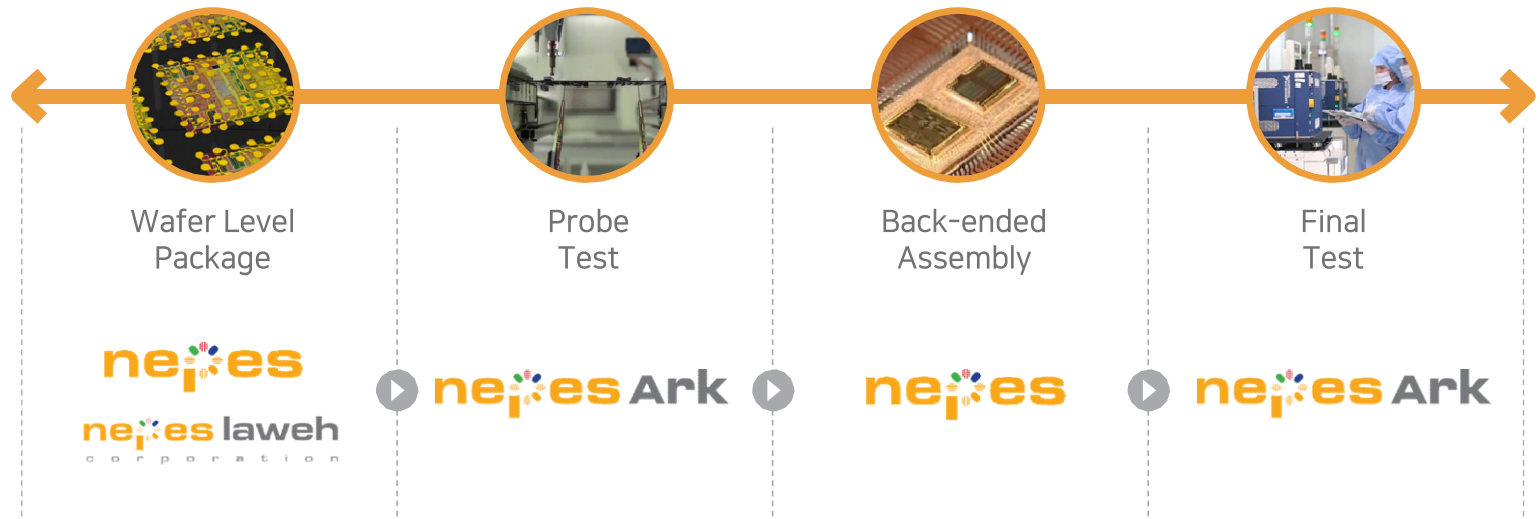 Wafer Level
Package
Probe
Test
Back-ended
Assembly
Final
Test
nepes
nepes laweh
corporation
nepes Ark
nepes
nepes Ark